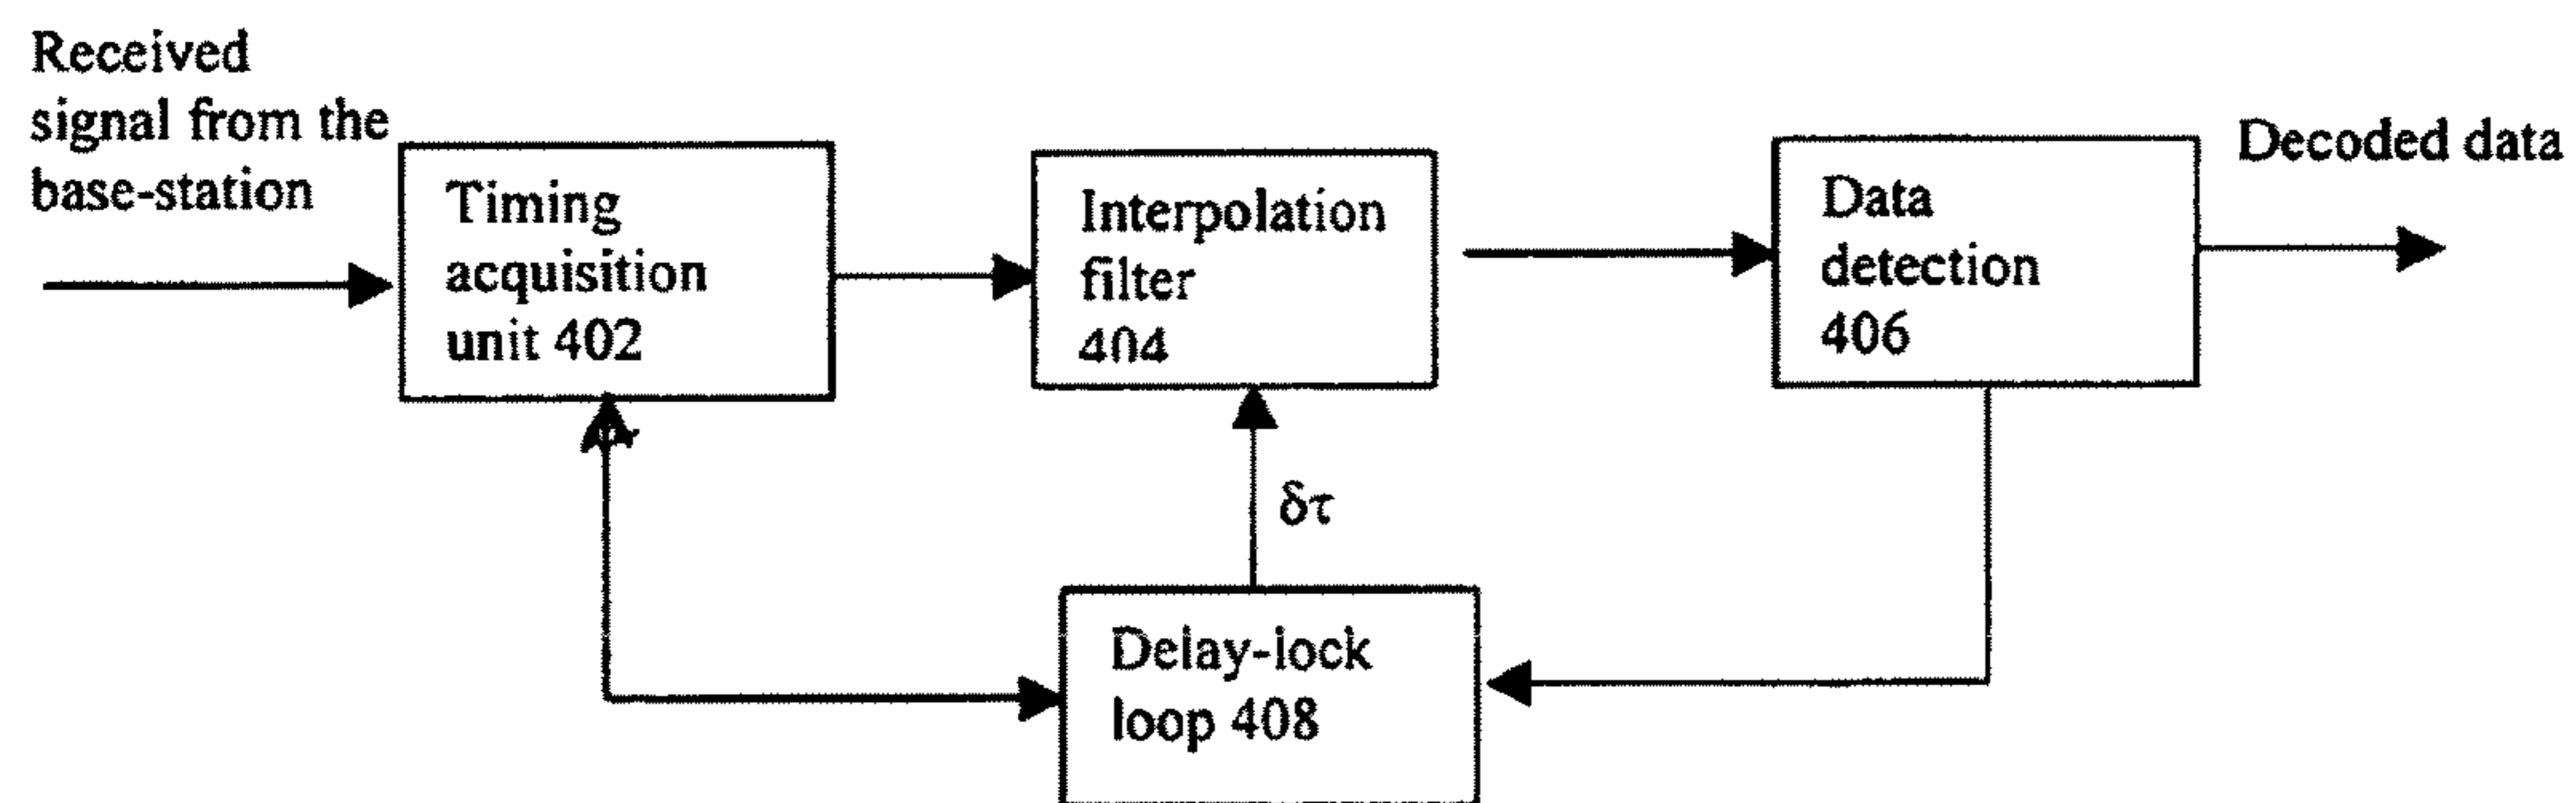 Received
signal from the
base-station
Timing
acquisition
unit 402
Interpolation
filter
404
Data
detection
406
Decoded data
δτ
Delay-lock
loop 408